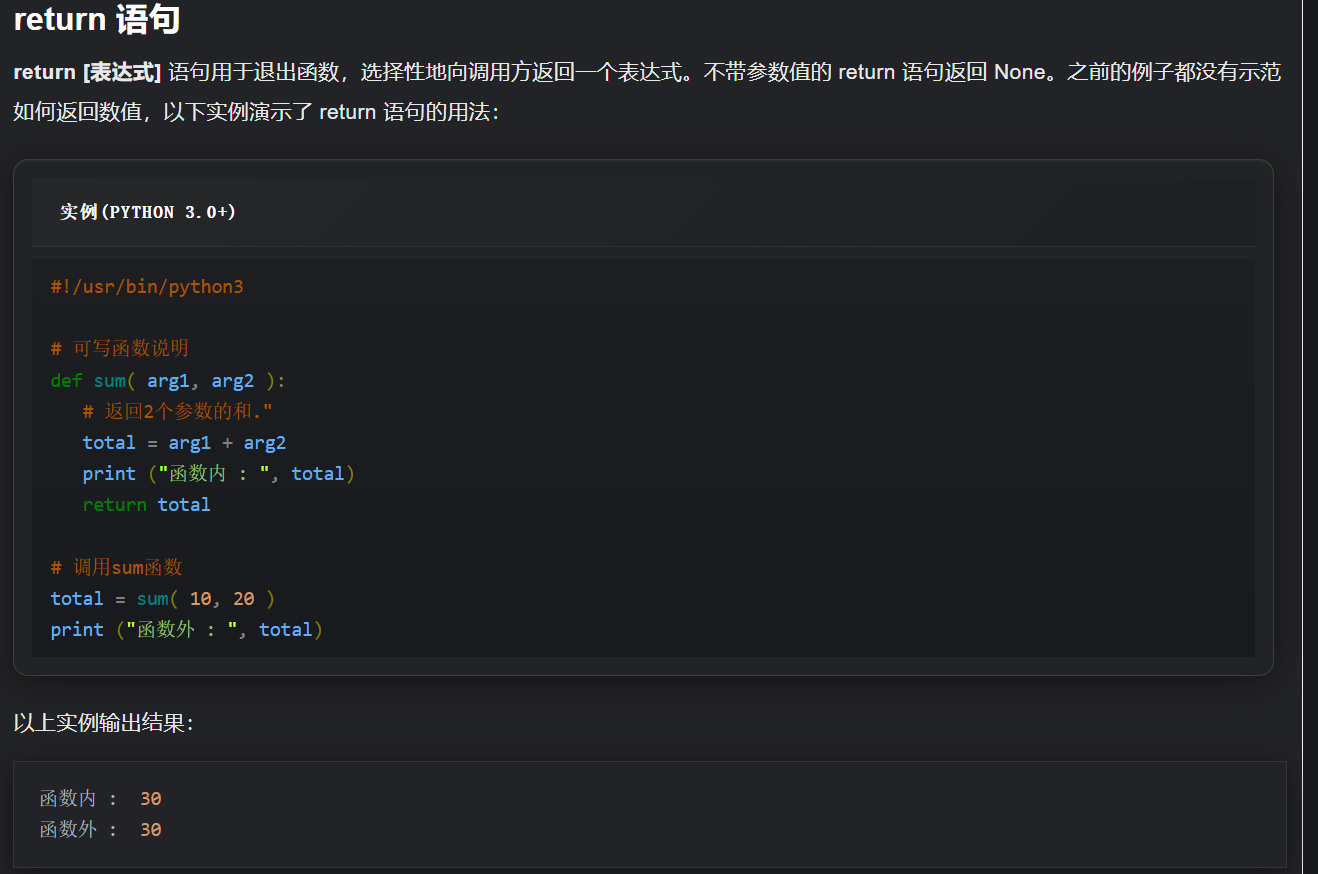 return 语句
return [表达式] 语句用于退出函数，选择性地向调用方返回一个表达式。不带参数值的 return 语句返回 None。之前的例子都没有示范
如何返回数值，以下实例演示了 return 语句的用法：
实例(PYTHON 3.0+)
#!/usr/bin/python3
# 可写函数说明
def sum( arg1, arg2 ):
   # 返回2个参数的和."
   total = arg1 + arg2
   print ("函数内 : ", total)
   return total
# 调用sum函数
total = sum( 10, 20 )
print ("函数外 : ", total)
以上实例输出结果：
函数内 :  30
函数外 :  30